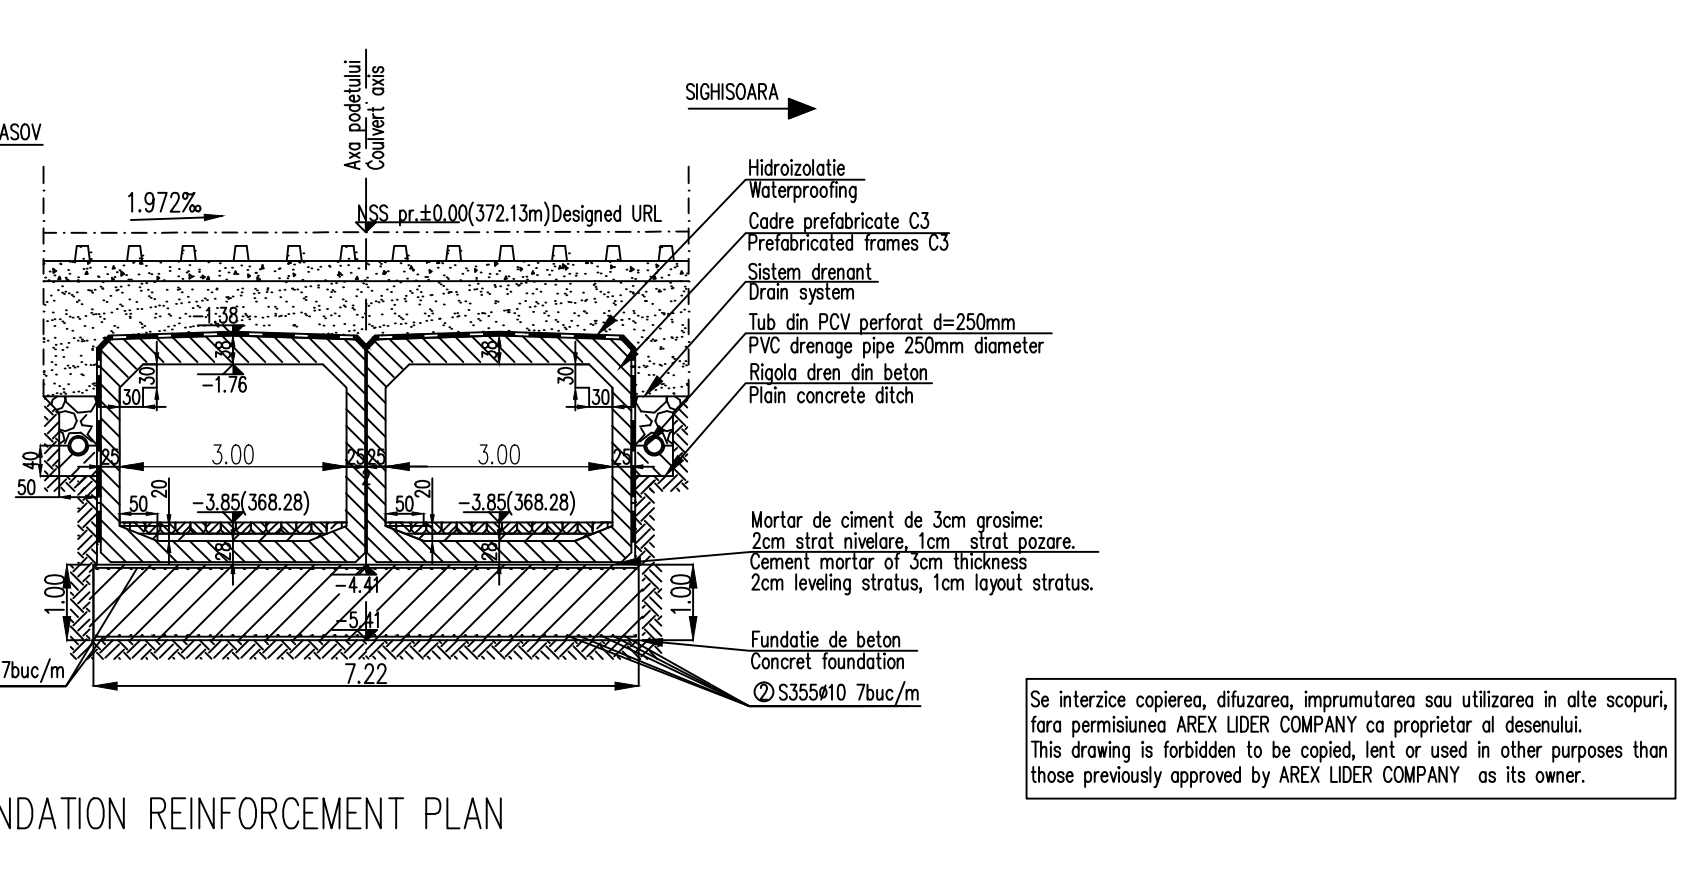 Axa podetului
Coulvert axis
SIGHISOARA
ASOV
1.972‰
NSS pr.±0.00(372.13m)Designed URL
Hidroizolatie
Waterproofing
Cadre prefabricate C3
Prefabricated frames C3
Sistem drenant
Drain system
Tub din PCV perforat d=250mm
PVC drenage pipe 250mm diameter
Rigola dren din beton
Plain concrete ditch
-1.38
38
38
-1.76
30
30
30
30
25
3.00
25
25
3.00
25
40
50
50
20
-3.85(368.28)
50
20
-3.85(368.28)
28
28
Mortar de ciment de 3cm grosime:
2cm strat nivelare, 1cm strat pozare.
Cement mortar of 3cm thickness
2cm leveling stratus, 1cm layout stratus.
-4.41
1.00
1.00
-5.41
Fundatie de beton
Concret foundation
7buc/m
7.22
2 S355ø10 7buc/m
Se interzice copierea, difuzarea, imprumutarea sau utilizarea in alte scopuri,
fara permisiunea AREX LIDER COMPANY ca proprietar al desenului.
This drawing is forbidden to be copied, lent or used in other purposes than
those previously approved by AREX LIDER COMPANY as its owner.
NDATION REINFORCEMENT PLAN